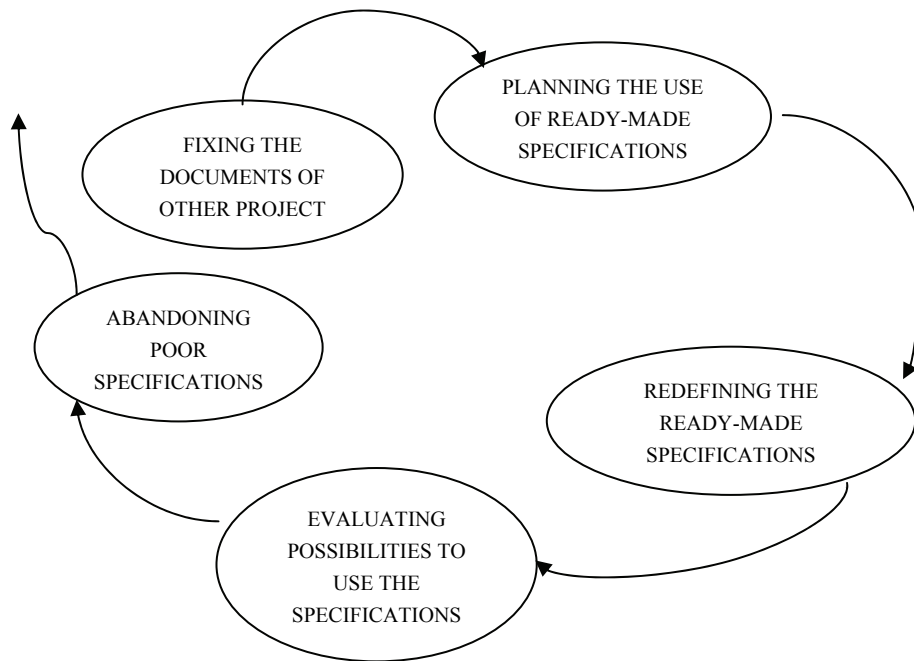 FIXING THE
DOCUMENTS OF
OTHER PROJECT
PLANNING THE USE
OF READY-MADE
SPECIFICATIONS
REDEFINING THE
READY-MADE
SPECIFICATIONS
EVALUATING
POSSIBILITIES TO
USE THE
SPECIFICATIONS
ABANDONING
POOR
SPECIFICATIONS